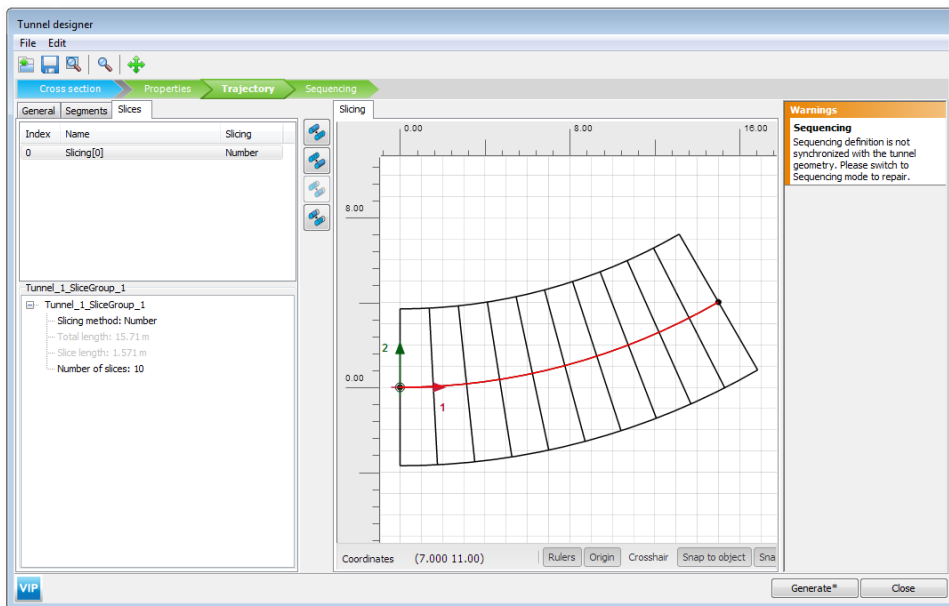 Tunnel designer
File Edit
Cross section Properties Trajectory Sequencing
General Segments Slices
Index Name Slicing
0 Slicing[0] Number
Tunnel_1_SliceGroup_1
Tunnel_1_SliceGroup_1
Slicing method: Number
Total length: 15.71 m
Slice length: 1.571 m
Number of slices: 10
Slicing
0.00 8.00 16.00
8.00
0.00
2
1
Coordinates (7.000 11.00) Rulers Origin Crosshair Snap to object Sna
Warnings
Sequencing
Sequencing definition is not
synchronized with the tunnel
geometry. Please switch to
Sequencing mode to repair.
VIP Generate* Close